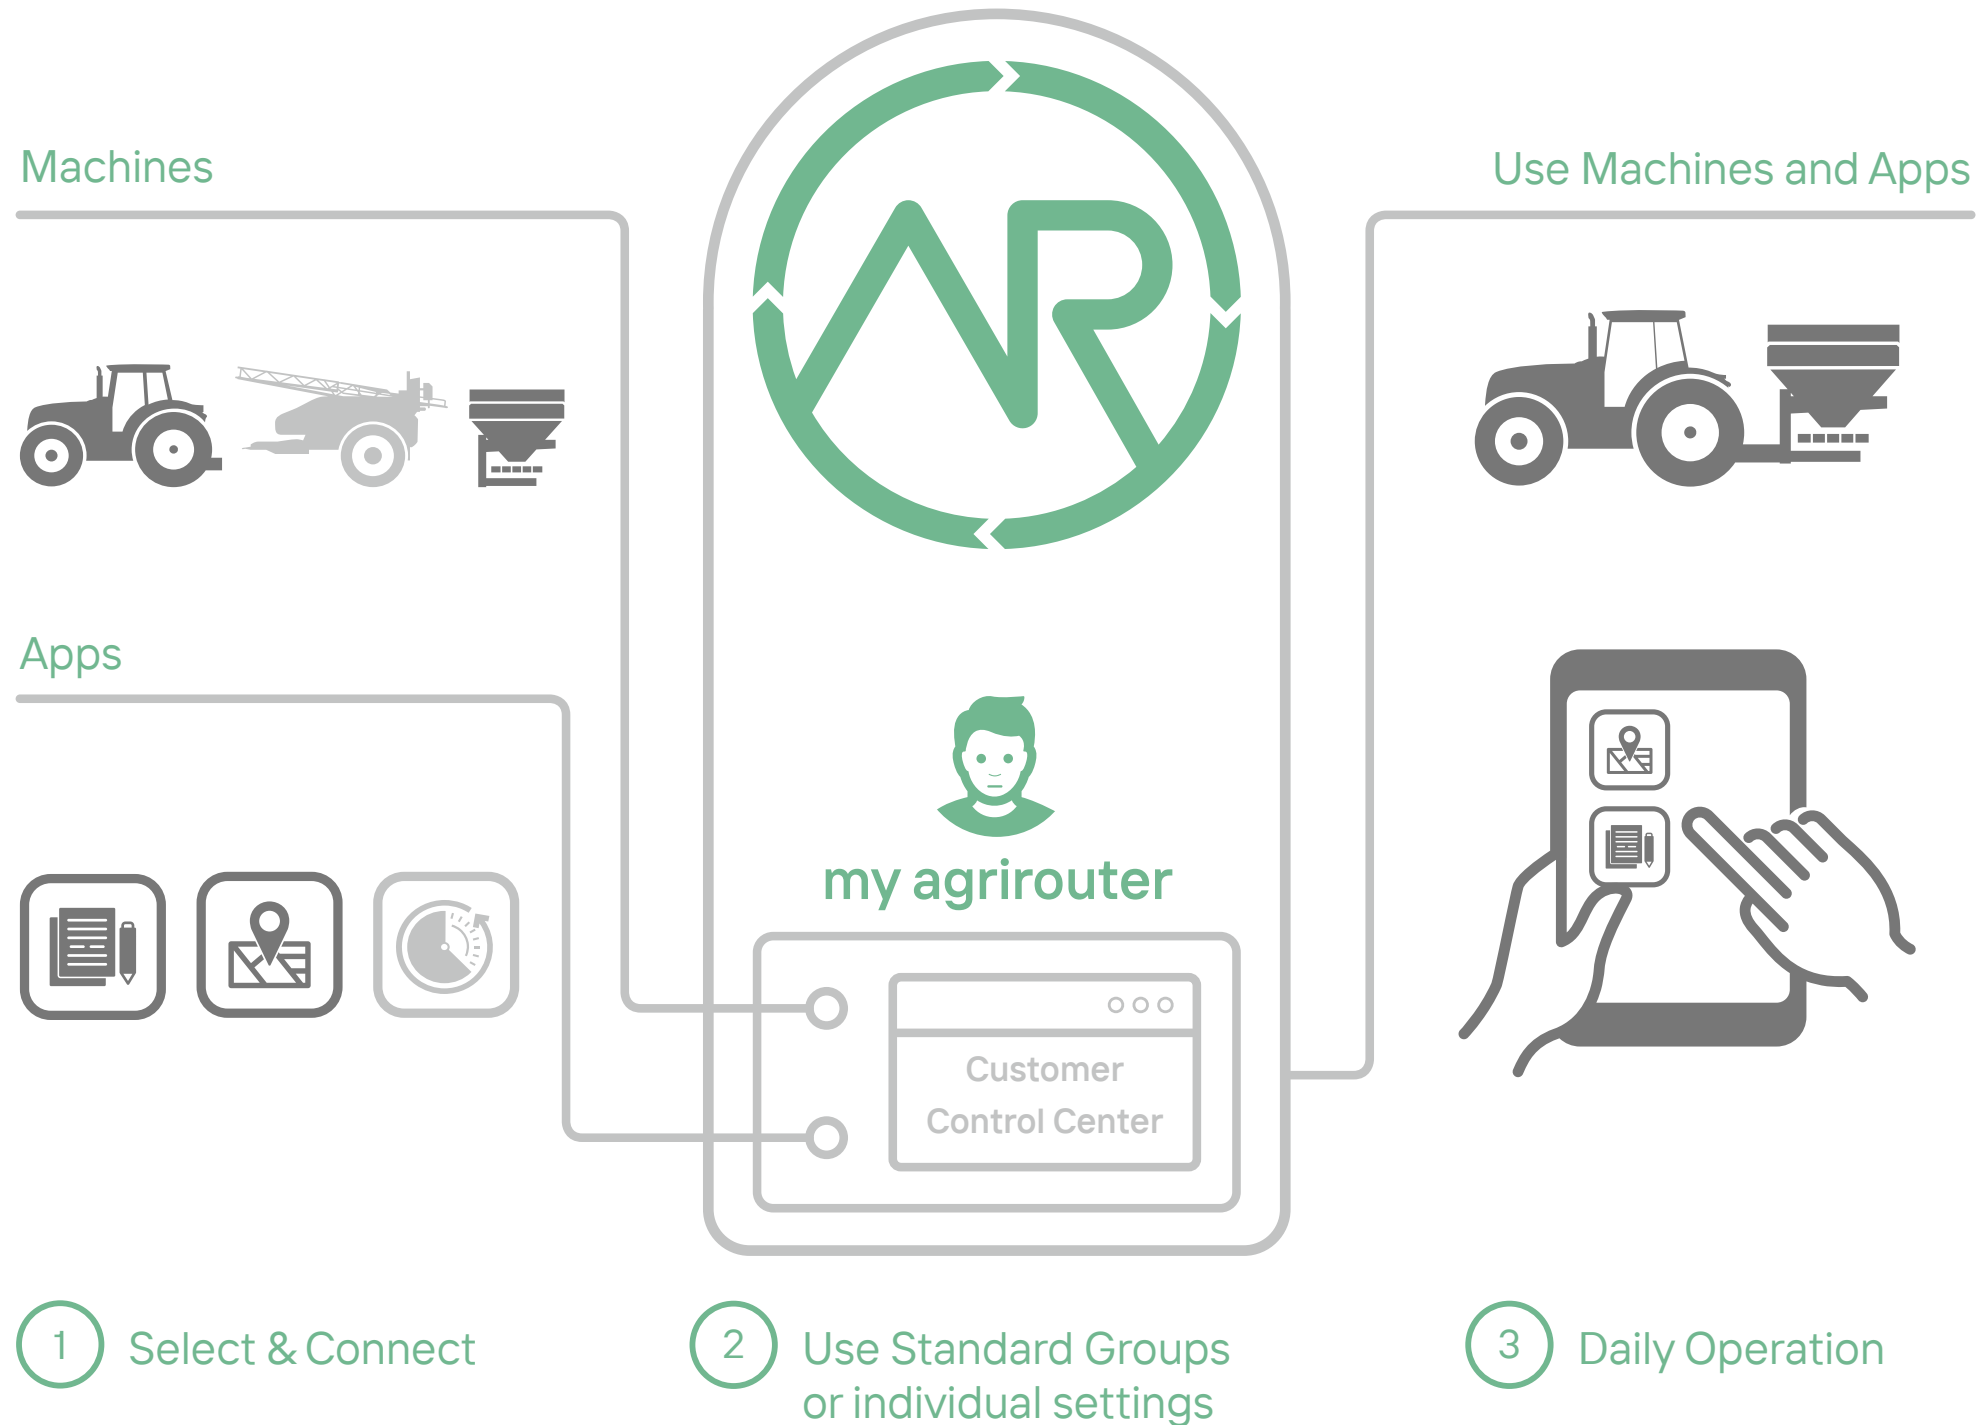 Machines
Use Machines and Apps
AR
Apps
my agrirouter
Customer
Control Center
1 Select & Connect
2 Use Standard Groups
or individual settings
3 Daily Operation